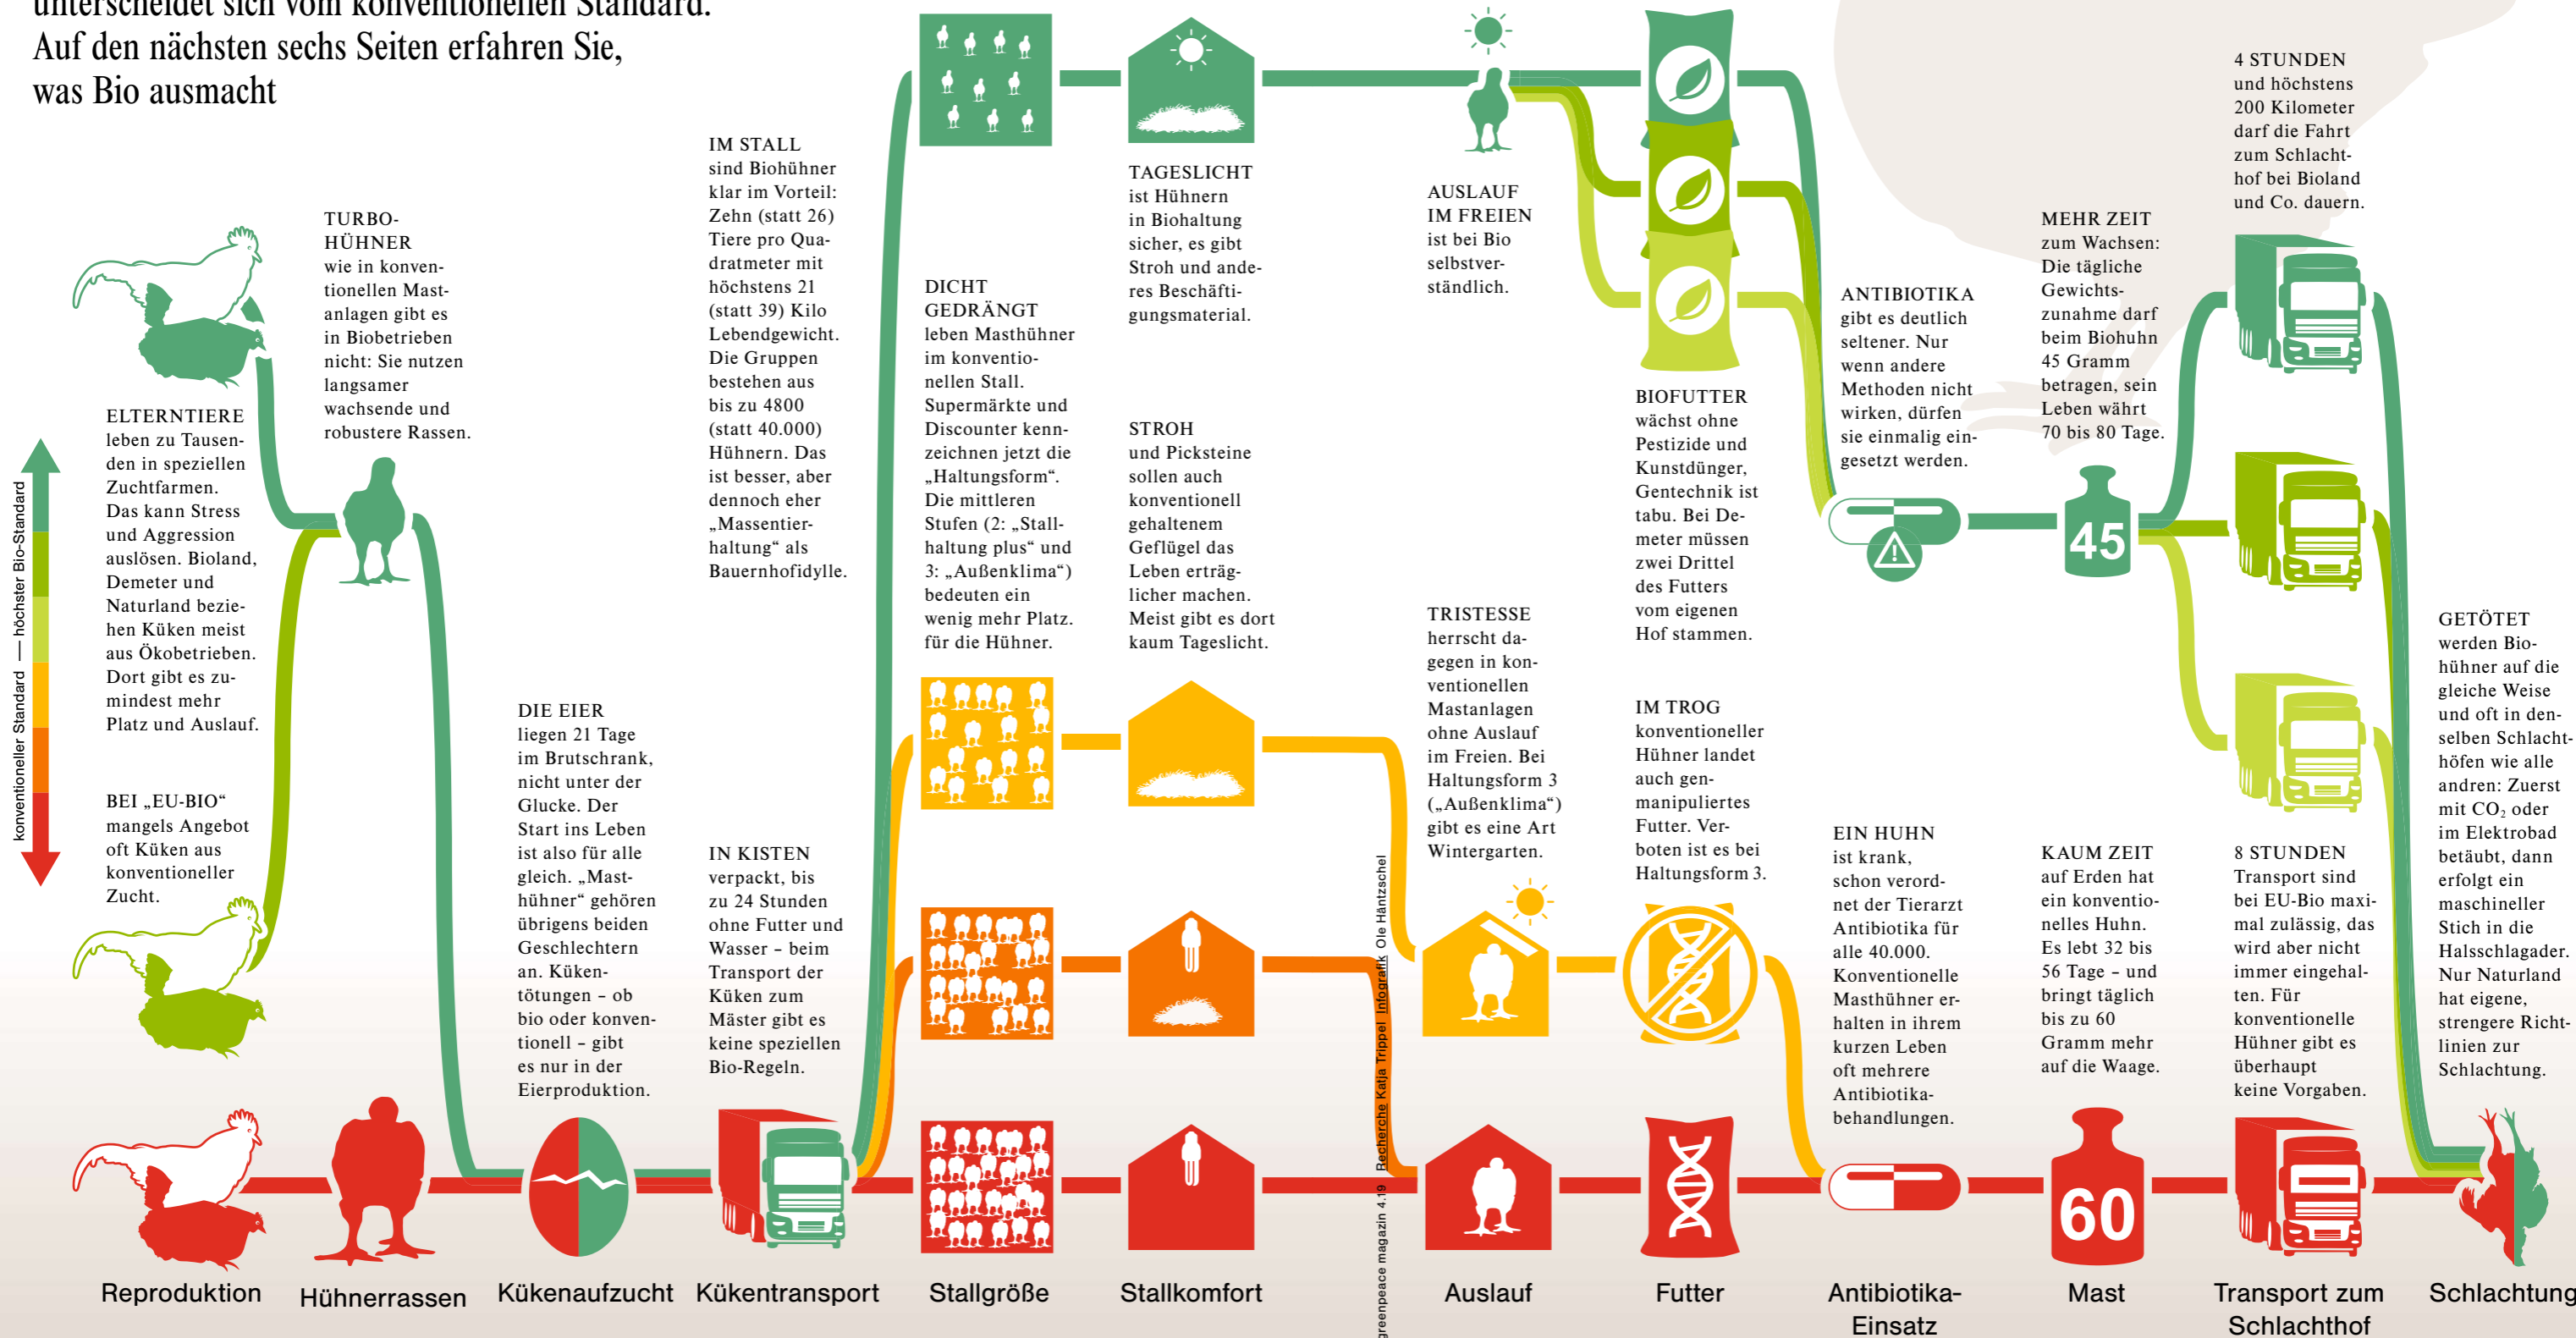 unterscheidet sich vom konventionellen Standard.
Auf den nächsten sechs Seiten erfahren Sie,
was Bio ausmacht
konventioneller Standard — höchster Bio-Standard
ELTERNTIERE
leben zu Tausen-
den in speziellen
Zuchtfarmen.
Das kann Stress
und Aggression
auslösen. Bioland,
Demeter und
Naturland bezie-
hen Küken meist
aus Ökobetrieben.
Dort gibt es zu-
mindest mehr
Platz und Auslauf.
BEI „EU-BIO“
mangels Angebot
oft Küken aus
konventioneller
Zucht.
TURBO-
HÜHNER
wie in konven-
tionellen Mast-
anlagen gibt es
in Biobetrieben
nicht: Sie nutzen
langsamer
wachsende und
robustere Rassen.
DIE EIER
liegen 21 Tage
im Brutschrank,
nicht unter der
Glucke. Der
Start ins Leben
ist also für alle
gleich. „Mast-
hühner“ gehören
übrigens beiden
Geschlechtern
an. Küken-
tötungen – ob
bio oder konven-
tionell – gibt
es nur in der
Eierproduktion.
IM STALL
sind Biohühner
klar im Vorteil:
Zehn (statt 26)
Tiere pro Qua-
dratmeter mit
höchstens 21
(statt 39) Kilo
Lebendgewicht.
Die Gruppen
bestehen aus
bis zu 4800
(statt 40.000)
Hühnern. Das
ist besser, aber
dennoch eher
„Massentier-
haltung“ als
Bauernhofidylle.
IN KISTEN
verpackt, bis
zu 24 Stunden
ohne Futter und
Wasser – beim
Transport der
Küken zum
Mäster gibt es
keine speziellen
Bio-Regeln.
DICHT
GEDRÄNGT
leben Masthühner
im konventio-
nellen Stall.
Supermärkte und
Discounter kenn-
zeichnen jetzt die
„Haltungsform“.
Die mittleren
Stufen (2: „Stall-
haltung plus“ und
3: „Außenklima“)
bedeuten ein
wenig mehr Platz.
für die Hühner.
TAGESLICHT
ist Hühnern
in Biohaltung
sicher, es gibt
Stroh und ande-
res Beschäfti-
gungsmaterial.
STROH
und Picksteine
sollen auch
konventionell
gehaltenem
Geflügel das
Leben erträg-
licher machen.
Meist gibt es dort
kaum Tageslicht.
AUSLAUF
IM FREIEN
ist bei Bio
selbstver-
ständlich.
TRISTESSE
herrscht da-
gegen in kon-
ventionellen
Mastanlagen
ohne Auslauf
im Freien. Bei
Haltungsform 3
(„Außenklima“)
gibt es eine Art
Wintergarten.
greenpeace magazin 4.19 Recherche Katja Trippel Infografik Ole Häntzschel
BIOFUTTER
wächst ohne
Pestizide und
Kunstdünger,
Gentechnik ist
tabu. Bei De-
meter müssen
zwei Drittel
des Futters
vom eigenen
Hof stammen.
IM TROG
konventioneller
Hühner landet
auch gen-
manipuliertes
Futter. Ver-
boten ist es bei
Haltungsform 3.
ANTIBIOTIKA
gibt es deutlich
seltener. Nur
wenn andere
Methoden nicht
wirken, dürfen
sie einmalig ein-
gesetzt werden.
EIN HUHN
ist krank,
schon verord-
net der Tierarzt
Antibiotika für
alle 40.000.
Konventionelle
Masthühner er-
halten in ihrem
kurzen Leben
oft mehrere
Antibiotika-
behandlungen.
MEHR ZEIT
zum Wachsen:
Die tägliche
Gewichts-
zunahme darf
beim Biohuhn
45 Gramm
betragen, sein
Leben währt
70 bis 80 Tage.
45
KAUM ZEIT
auf Erden hat
ein konventio-
nelles Huhn.
Es lebt 32 bis
56 Tage – und
bringt täglich
bis zu 60
Gramm mehr
auf die Waage.
60
4 STUNDEN
und höchstens
200 Kilometer
darf die Fahrt
zum Schlacht-
hof bei Bioland
und Co. dauern.
8 STUNDEN
Transport sind
bei EU-Bio maxi-
mal zulässig, das
wird aber nicht
immer eingehal-
ten. Für
konventionelle
Hühner gibt es
überhaupt
keine Vorgaben.
GETÖTET
werden Bio-
hühner auf die
gleiche Weise
und oft in den-
selben Schlacht-
höfen wie alle
andren: Zuerst
mit CO₂ oder
im Elektrobad
betäubt, dann
erfolgt ein
maschineller
Stich in die
Halsschlagader.
Nur Naturland
hat eigene,
strengere Richt-
linien zur
Schlachtung.
Reproduktion
Hühnerrassen
Kükenaufzucht
Kükentransport
Stallgröße
Stallkomfort
Auslauf
Futter
Antibiotika-
Einsatz
Mast
Transport zum
Schlachthof
Schlachtung